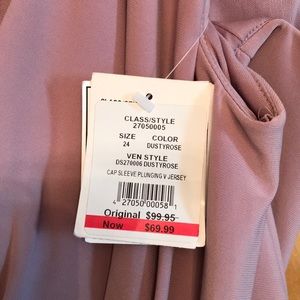 CLASS/STYLE
27050005
SIZE COLOR
24 DUSTYROSE
VEN STYLE
DS270006 DUSTYROSE
CAP SLEEVE PLUNGING V JERSEY
4 27050 00058 1
Original $99.95
Now $69.99